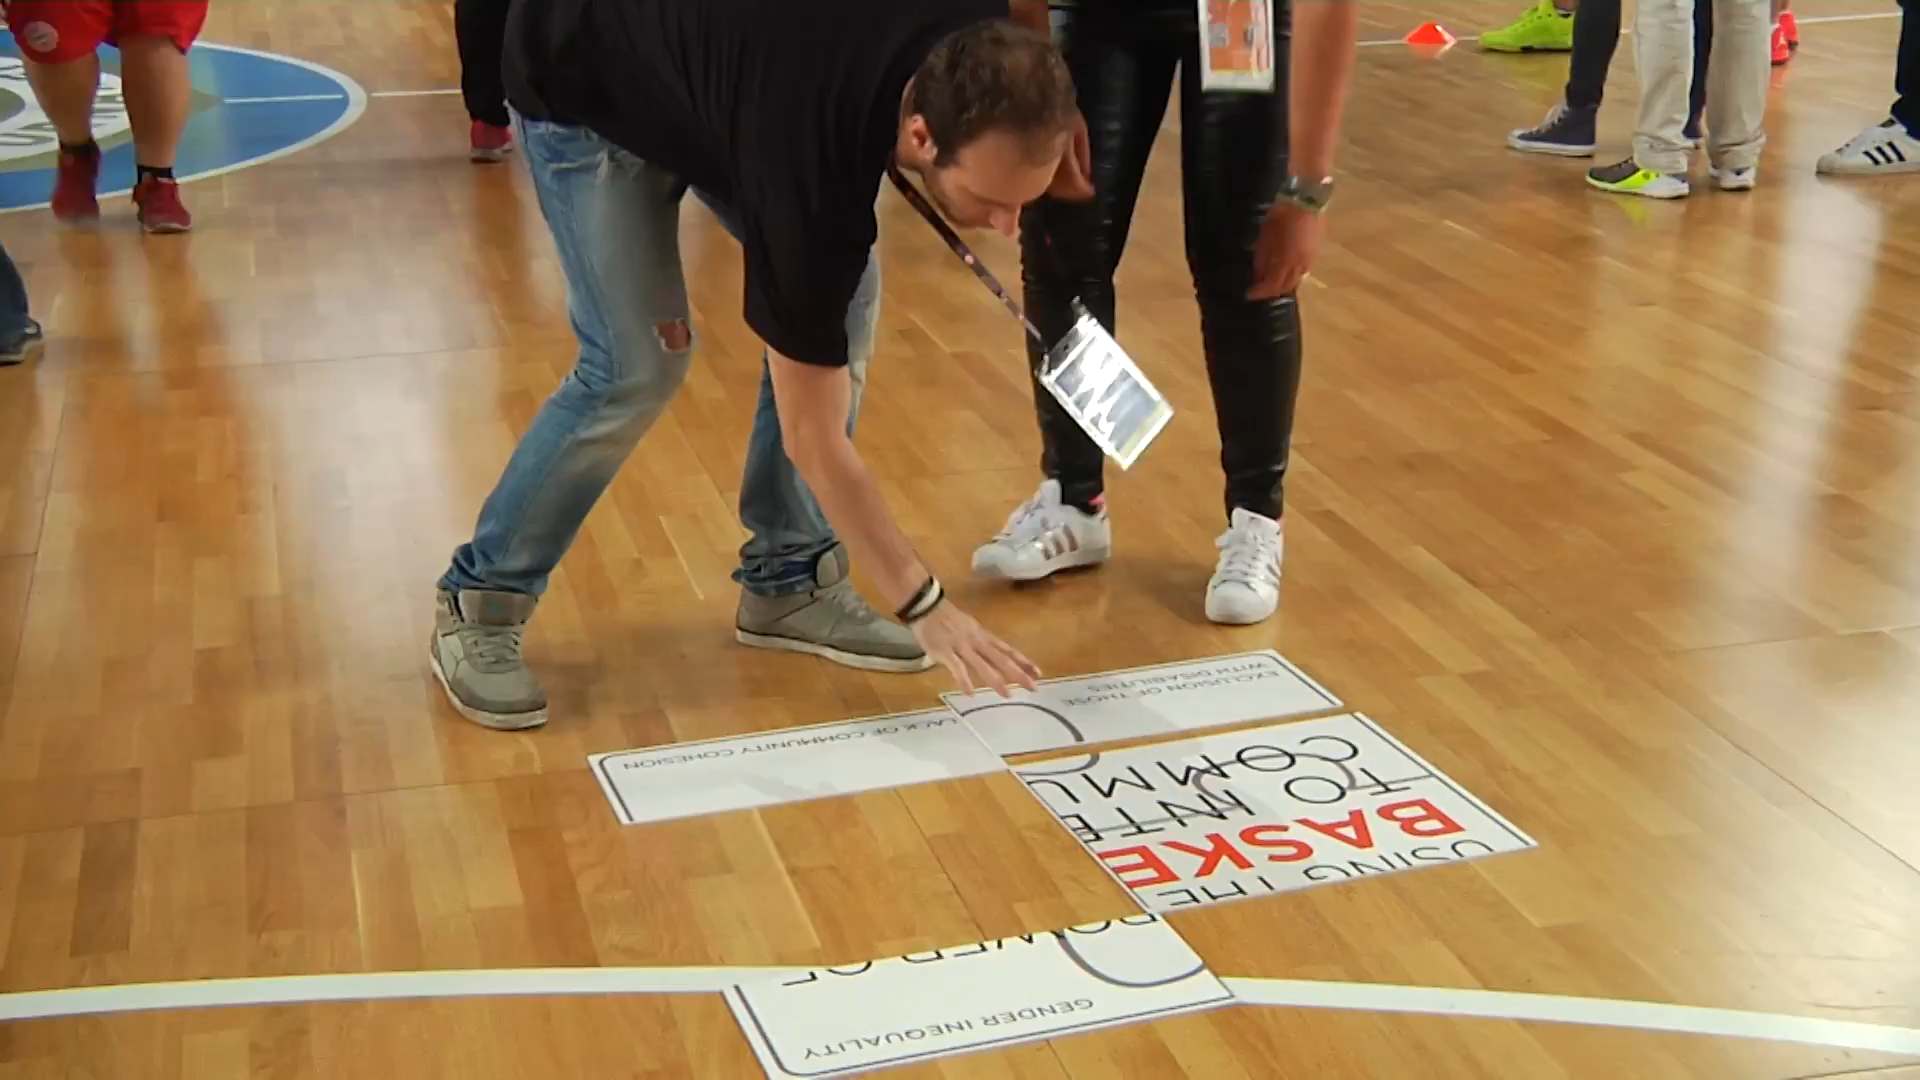 GENDER INEQUALITY
POWER OF
USING THE
BASKE
TO INTE
COMMU
LACK OF COMMUNITY COHESION
EXCLUSION OF THOSE
WITH DISABILITIES